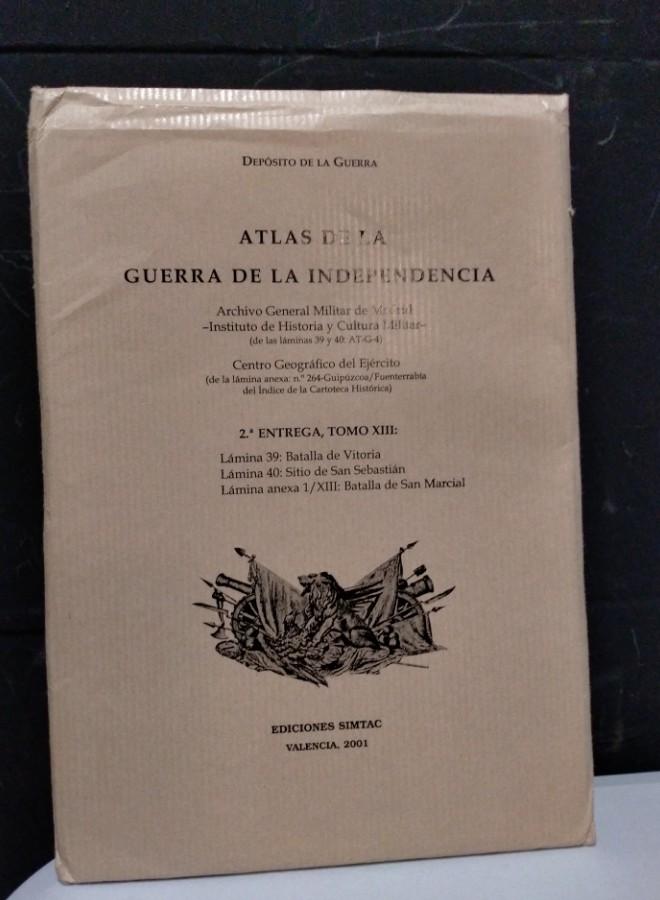 DEPÓSITO DE LA GUERRA
ATLAS DE LA
GUERRA DE LA INDEPENDENCIA
Archivo General Militar de Madrid
–Instituto de Historia y Cultura Militar–
(de las láminas 39 y 40: AT-G-4)
Centro Geográfico del Ejército
(de la lámina anexa: n.º 264-Guipúzcoa/Fuenterrabía
del Índice de la Cartoteca Histórica)
2.ª ENTREGA, TOMO XIII:
Lámina 39: Batalla de Vitoria
Lámina 40: Sitio de San Sebastián
Lámina anexa 1/XIII: Batalla de San Marcial
EDICIONES SIMTAC
VALENCIA, 2001